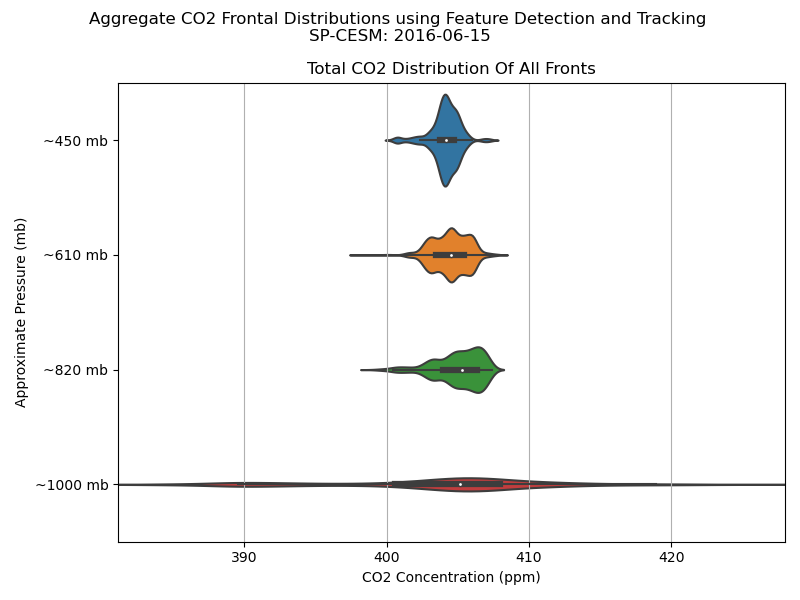 Aggregate CO2 Frontal Distributions using Feature Detection and Tracking
SP-CESM: 2016-06-15
Total CO2 Distribution Of All Fronts
Approximate Pressure (mb)
~450 mb
~610 mb
~820 mb
~1000 mb
390 400 410 420
CO2 Concentration (ppm)